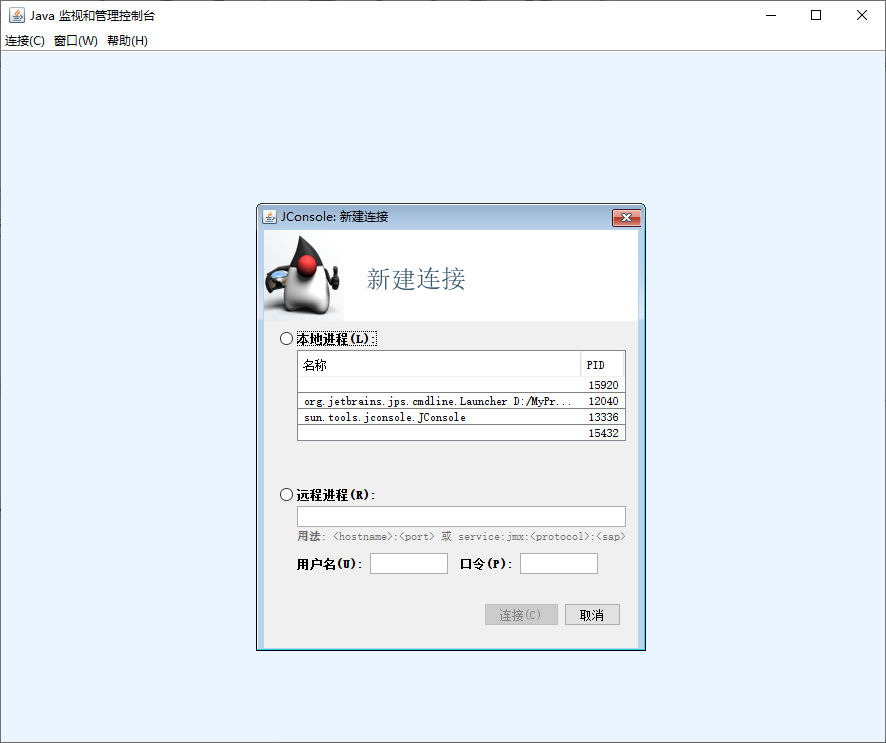 Java 监视和管理控制台
连接(C) 窗口(W) 帮助(H)
JConsole: 新建连接
新建连接
本地进程(L):
名称 PID
15920
org.jetbrains.jps.cmdline.Launcher D:/MyPr... 12040
sun.tools.jconsole.JConsole 13336
15432
远程进程(R):
用法: <hostname>:<port> 或 service:jmx:<protocol>:<sap>
用户名(U): 口令(P):
连接(C) 取消